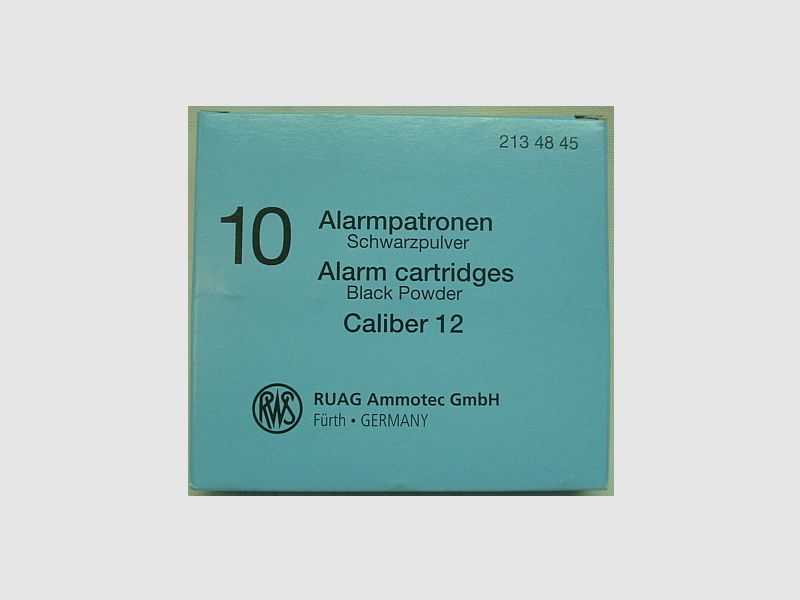 213 48 45
10
Alarmpatronen
Schwarzpulver
Alarm cartridges
Black Powder
Caliber 12
RWS
RUAG Ammotec GmbH
Fürth • GERMANY